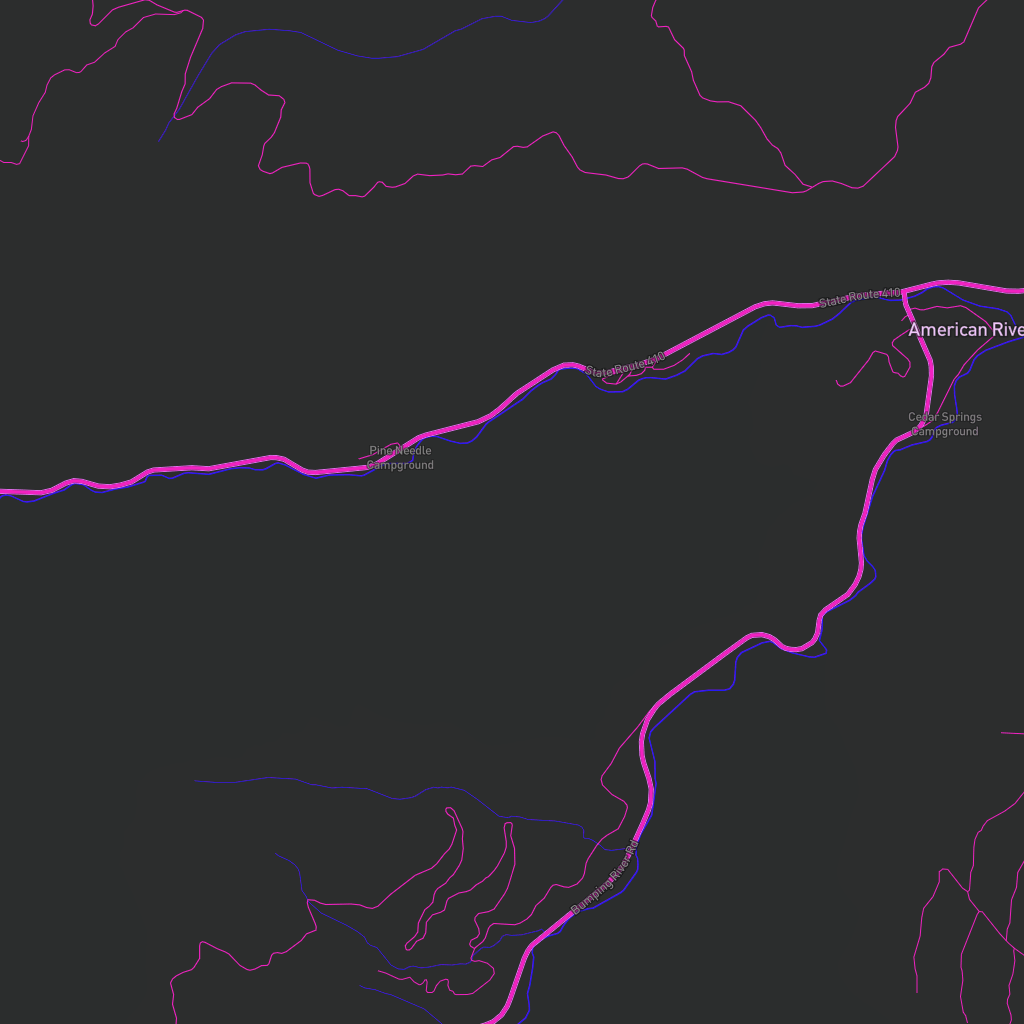 State Route 410
American Rive
State Route 410
Cedar Springs
Campground
Pine Needle
Campground
Bumping River Rd